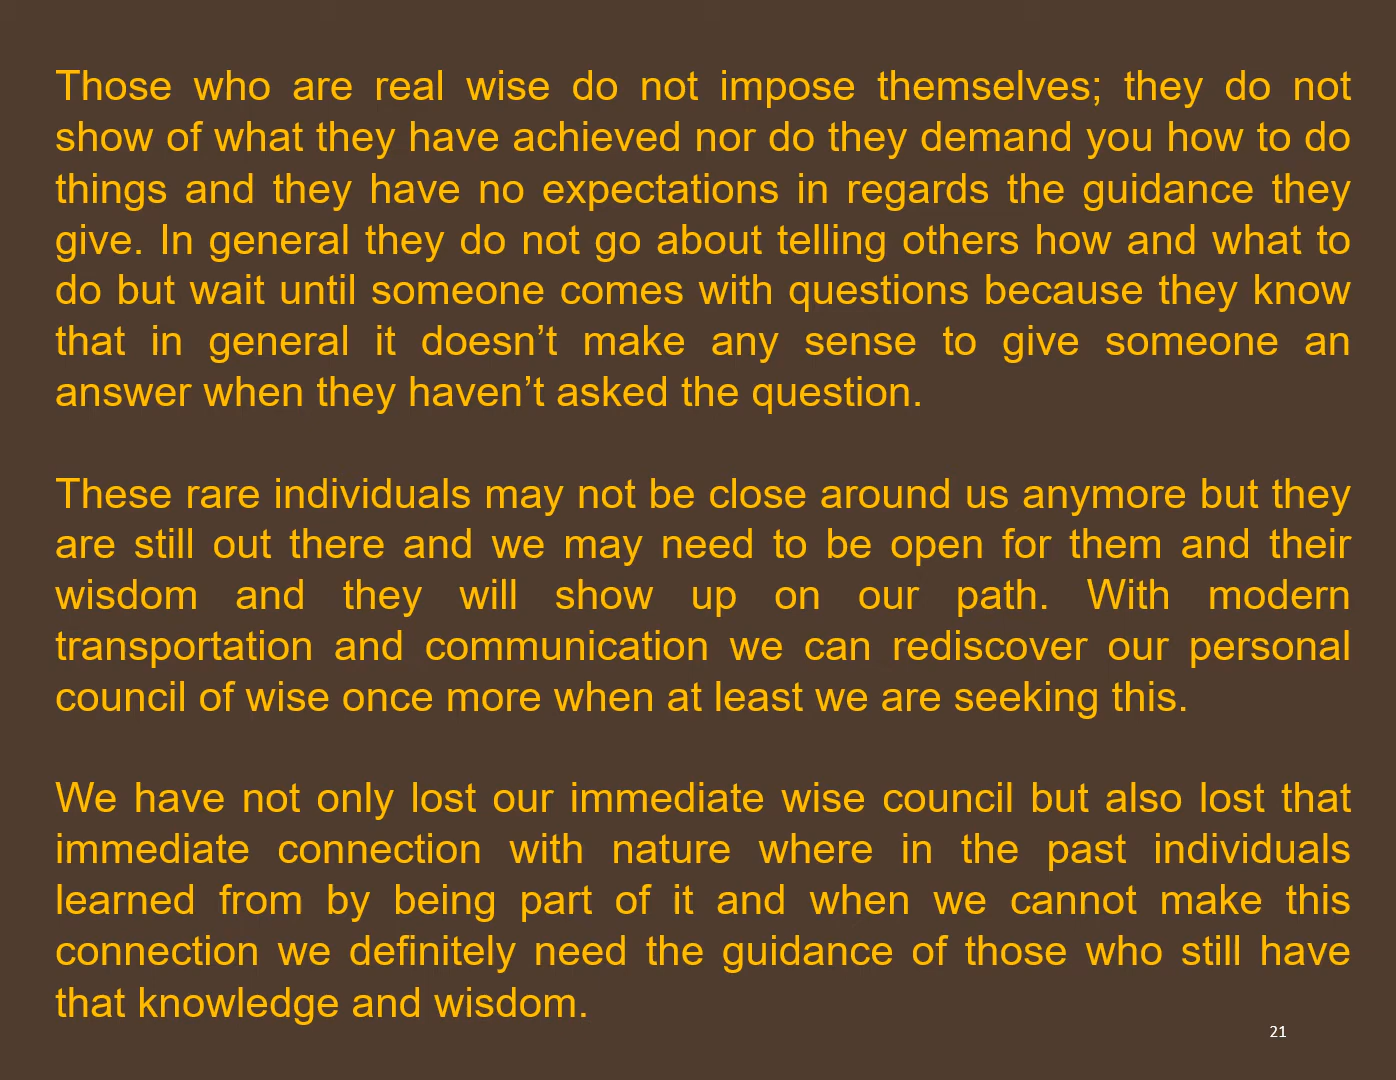 Those who are real wise do not impose themselves; they do not
show of what they have achieved nor do they demand you how to do
things and they have no expectations in regards the guidance they
give. In general they do not go about telling others how and what to
do but wait until someone comes with questions because they know
that in general it doesn’t make any sense to give someone an
answer when they haven’t asked the question.
These rare individuals may not be close around us anymore but they
are still out there and we may need to be open for them and their
wisdom and they will show up on our path. With modern
transportation and communication we can rediscover our personal
council of wise once more when at least we are seeking this.
We have not only lost our immediate wise council but also lost that
immediate connection with nature where in the past individuals
learned from by being part of it and when we cannot make this
connection we definitely need the guidance of those who still have
that knowledge and wisdom.
21